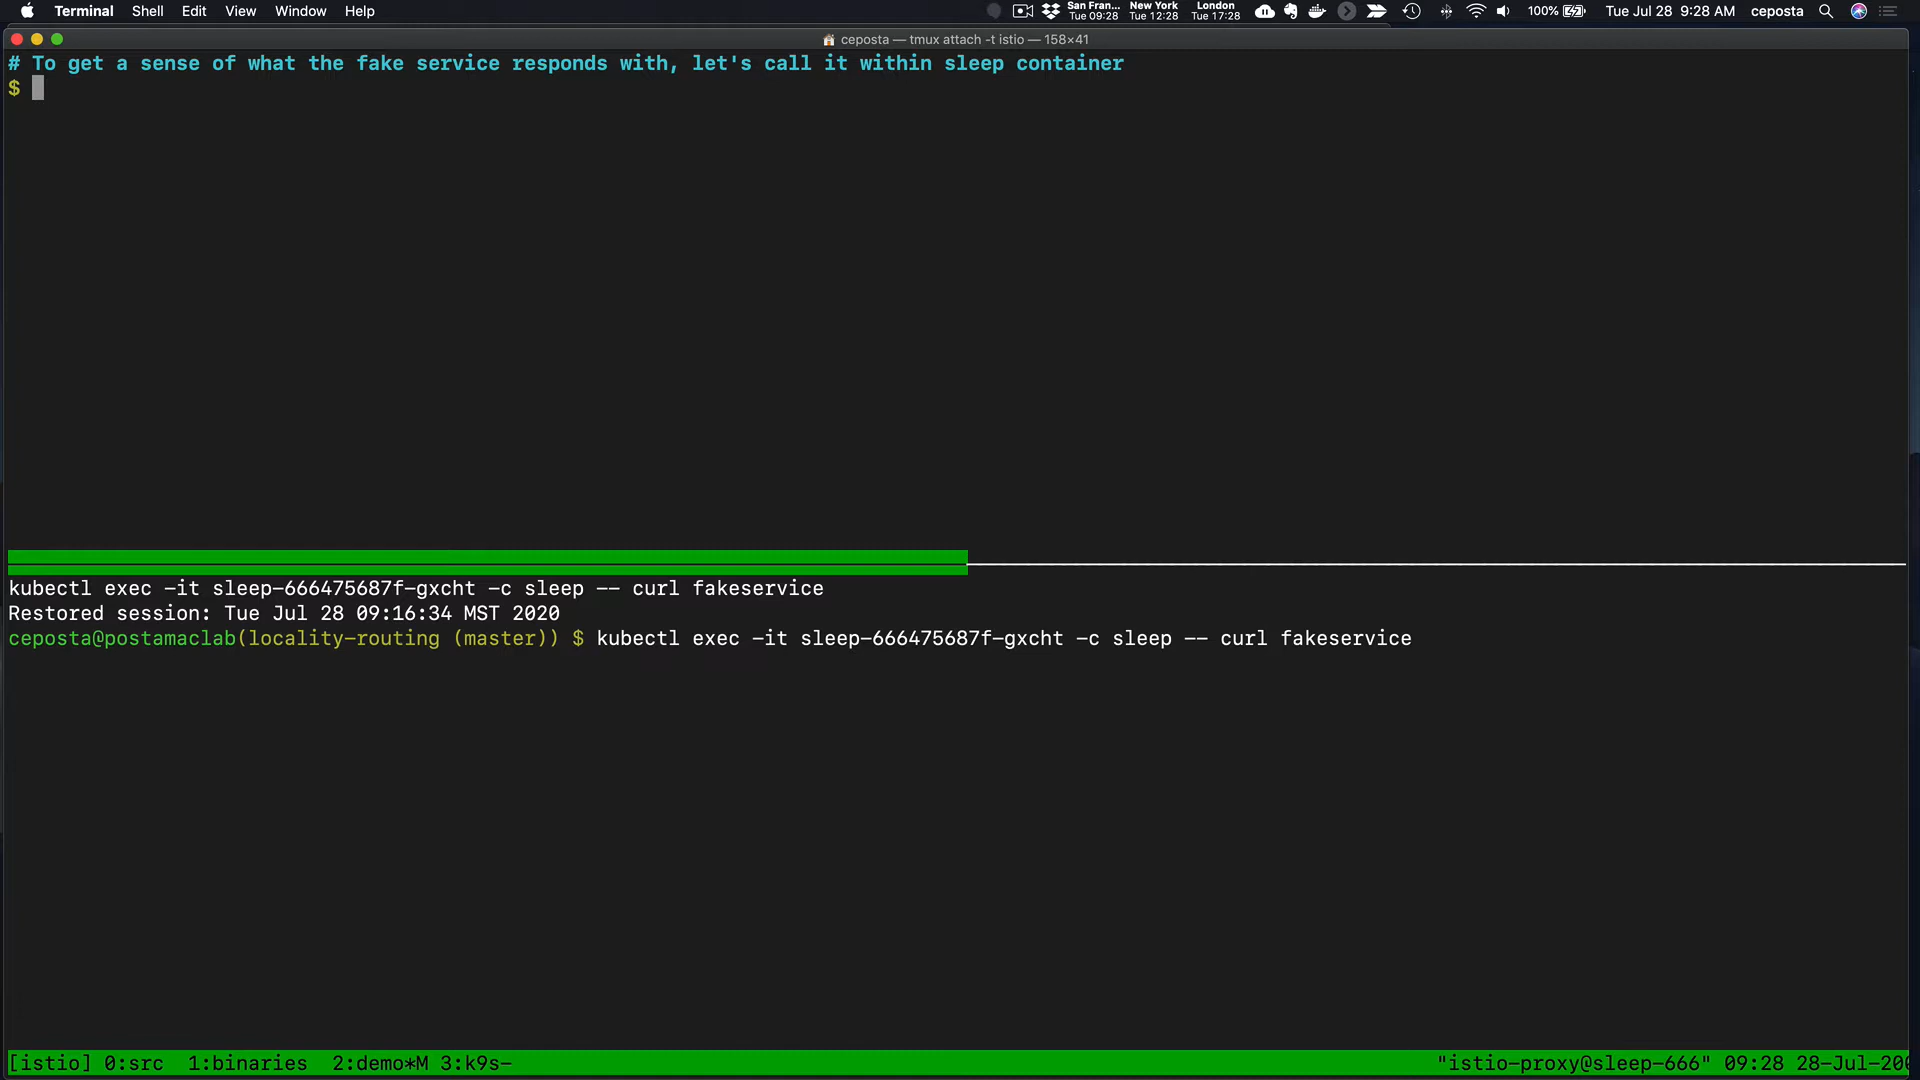 Terminal Shell Edit View Window Help
San Fran... New York London
Tue 09:28 Tue 12:28 Tue 17:28
100% Tue Jul 28 9:28 AM ceposta
ceposta — tmux attach -t istio — 158×41
# To get a sense of what the fake service responds with, let's call it within sleep container
$
kubectl exec -it sleep-666475687f-gxcht -c sleep -- curl fakeservice
Restored session: Tue Jul 28 09:16:34 MST 2020
ceposta@postamaclab(locality-routing (master)) $ kubectl exec -it sleep-666475687f-gxcht -c sleep -- curl fakeservice
[istio] 0:src 1:binaries 2:demo*M 3:k9s- "istio-proxy@sleep-666" 09:28 28-Jul-200